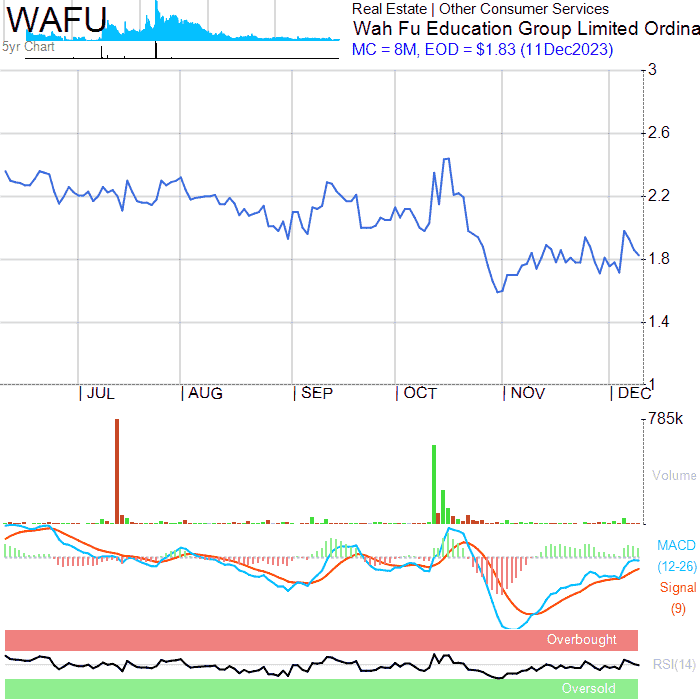 WAFU
5yr Chart
Real Estate | Other Consumer Services
Wah Fu Education Group Limited Ordina
MC = 8M, EOD = $1.83 (11Dec2023)
3
2.6
2.2
1.8
1.4
1
JUL AUG SEP OCT NOV DEC
785k
Volume
MACD
(12-26)
Signal
(9)
Overbought
RSI(14)
Oversold